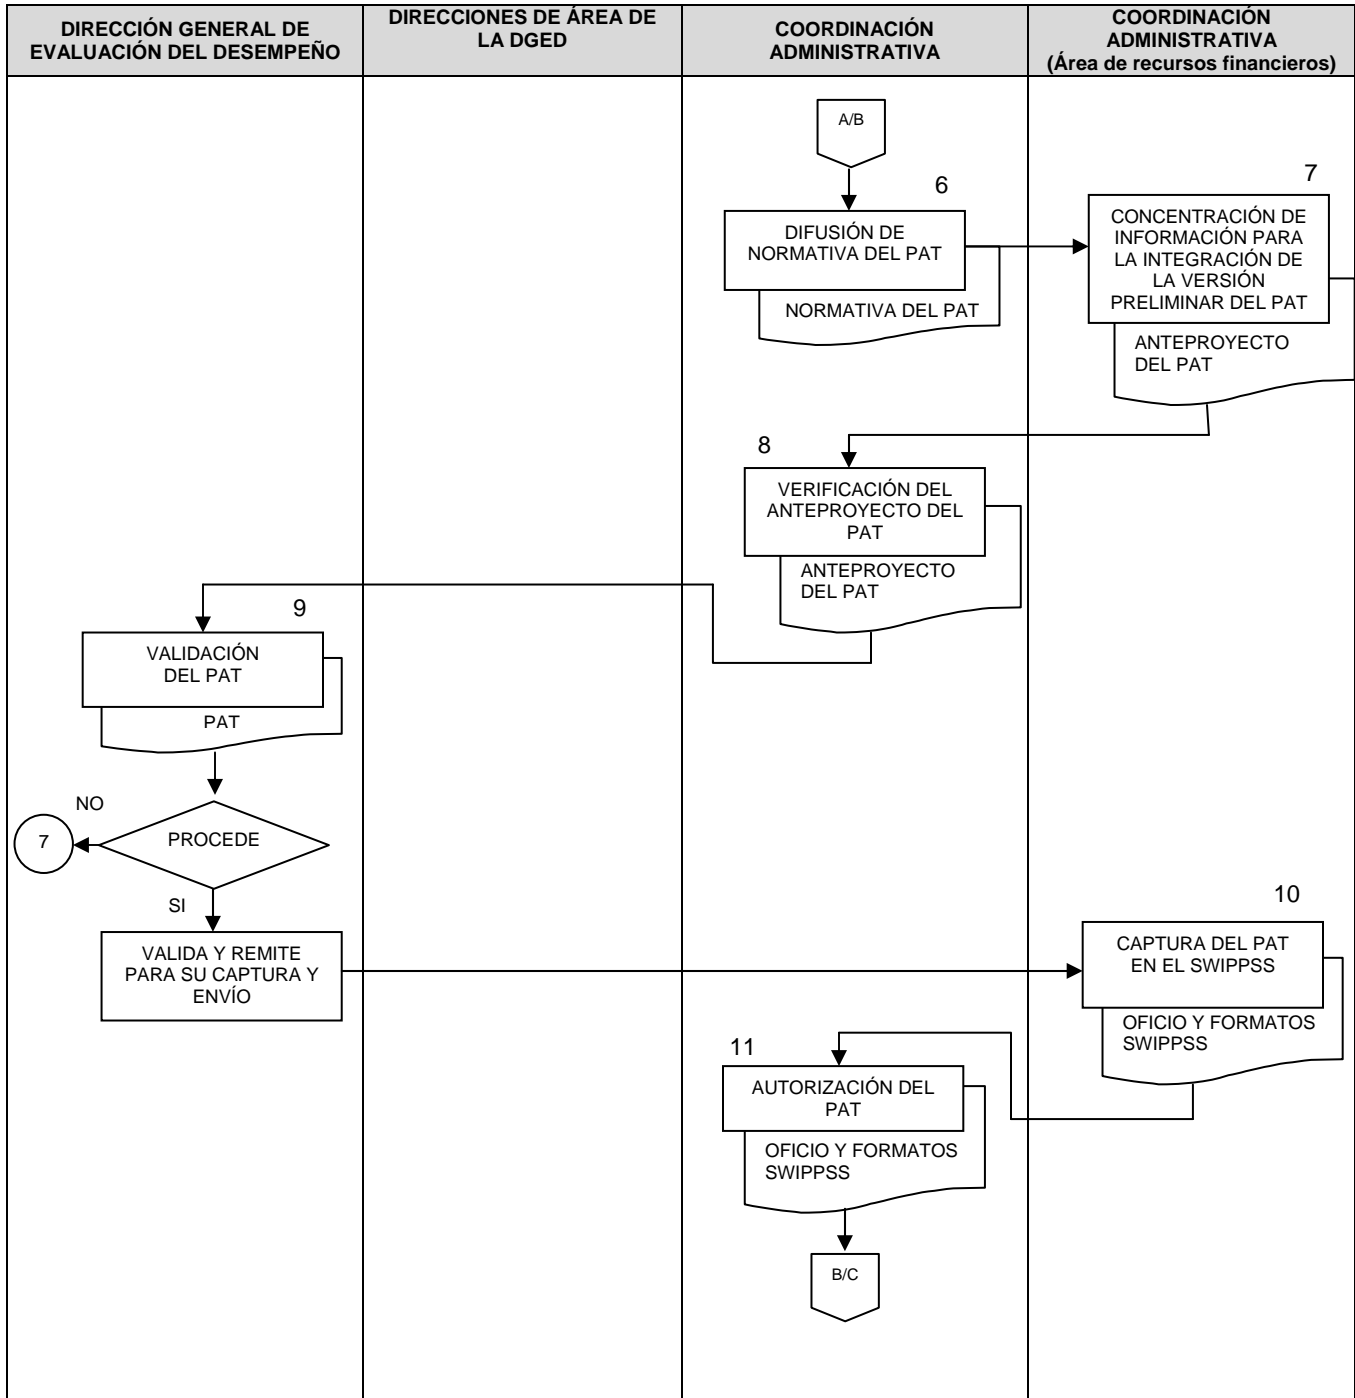 DIRECCIÓN GENERAL DE
EVALUACIÓN DEL DESEMPEÑO
DIRECCIONES DE ÁREA DE
LA DGED
COORDINACIÓN
ADMINISTRATIVA
COORDINACIÓN
ADMINISTRATIVA
(Área de recursos financieros)
A/B
6
DIFUSIÓN DE
NORMATIVA DEL PAT
NORMATIVA DEL PAT
7
CONCENTRACIÓN DE
INFORMACIÓN PARA
LA INTEGRACIÓN DE
LA VERSIÓN
PRELIMINAR DEL PAT
ANTEPROYECTO
DEL PAT
8
VERIFICACIÓN DEL
ANTEPROYECTO DEL
PAT
ANTEPROYECTO
DEL PAT
9
VALIDACIÓN
DEL PAT
PAT
PROCEDE
NO
7
SI
VALIDA Y REMITE
PARA SU CAPTURA Y
ENVÍO
10
CAPTURA DEL PAT
EN EL SWIPPSS
OFICIO Y FORMATOS
SWIPPSS
11
AUTORIZACIÓN DEL
PAT
OFICIO Y FORMATOS
SWIPPSS
B/C